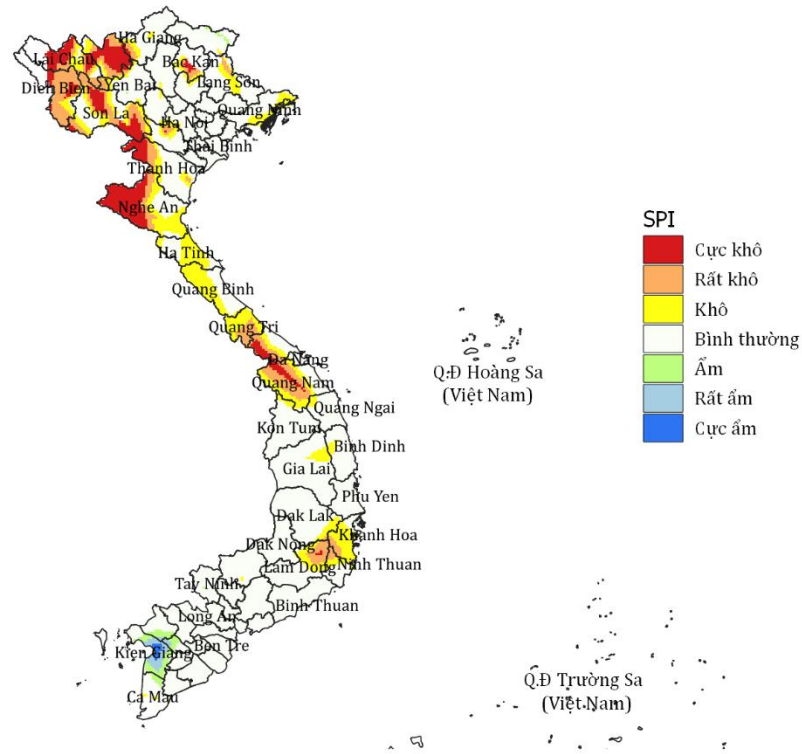 Ha Giang
Lai Chau
Bac Kan
Dien Bien
Yen Bai
Lang Son
Son La
Ha Noi
Quang Ninh
Thai Binh
Thanh Hoa
Nghe An
Ha Tinh
Quang Binh
Quang Tri
Da Nang
Quang Nam
Quang Ngai
Kon Tum
Binh Dinh
Gia Lai
Phu Yen
Dak Lak
Khanh Hoa
Dak Nong
Lam Dong
Ninh Thuan
Tay Ninh
Binh Thuan
Long An
Kien Giang
Ben Tre
Ca Mau
SPI
Cực khô
Rất khô
Khô
Bình thường
Ẩm
Rất ẩm
Cực ẩm
Q.Đ Hoàng Sa
(Việt Nam)
Q.Đ Trường Sa
(Việt Nam)